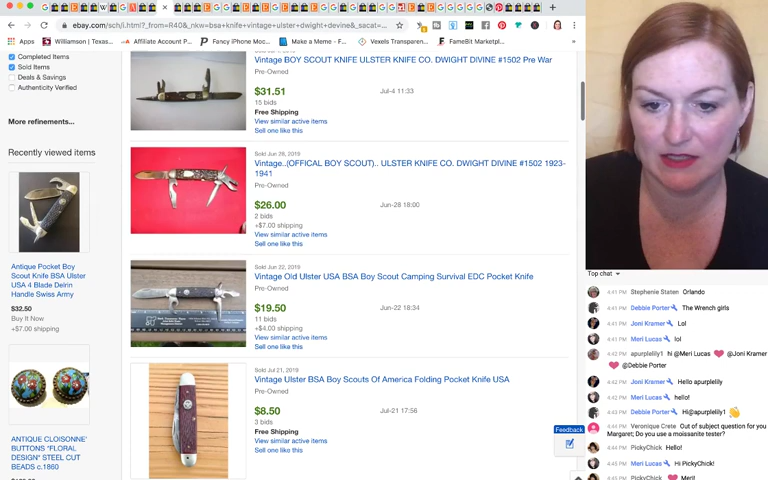 ebay.com/sch/i.html?_from=R40&_nkw=bsa+knife+vintage+ulster+dwight+devine&_sacat=...
Apps
Williamson | Texas...
Affiliate Account P...
Fancy iPhone Moc...
Make a Meme - F...
Vexels Transparen...
FameBit Marketpl...
Completed Items
Sold Items
Deals & Savings
Authenticity Verified
More refinements...
Recently viewed items
Antique Pocket Boy
Scout Knife BSA Ulster
USA 4 Blade Delrin
Handle Swiss Army
$32.50
Buy It Now
+$7.00 shipping
ANTIQUE CLOISONNE'
BUTTONS "FLORAL
DESIGN" STEEL CUT
BEADS c.1860
Vintage BOY SCOUT KNIFE ULSTER KNIFE CO. DWIGHT DIVINE #1502 Pre War
Pre-Owned
$31.51 Jul-4 11:33
15 bids
Free Shipping
View similar active items
Sell one like this
Sold Jun 28, 2019
Vintage..(OFFICAL BOY SCOUT).. ULSTER KNIFE CO. DWIGHT DIVINE #1502 1923-
1941
Pre-Owned
$26.00 Jun-28 18:00
2 bids
+$7.00 shipping
View similar active items
Sell one like this
Sold Jun 22, 2019
Vintage Old Ulster USA BSA Boy Scout Camping Survival EDC Pocket Knife
Pre-Owned
$19.50 Jun-22 18:34
11 bids
+$4.00 shipping
View similar active items
Sell one like this
Sold Jul 21, 2019
Vintage Ulster BSA Boy Scouts Of America Folding Pocket Knife USA
Pre-Owned
$8.50 Jul-21 17:56
3 bids
Free Shipping
View similar active items
Sell one like this
Feedback
Top chat
4:41 PM Stephenie Staten Orlando
4:41 PM Debbie Porter The Wrench girls
4:41 PM Joni Kramer Lol
4:41 PM Meri Lucas lol
4:42 PM apurplelily1 hi @Meri Lucas @Joni Kramer
@Debbie Porter
4:42 PM Joni Kramer Hello apurplelily
4:42 PM Meri Lucas hello!
4:43 PM Debbie Porter Hi@apurplelily1
4:44 PM Veronique Crete Out of subject question for you
Margaret; Do you use a moissanite tester?
4:44 PM PickyChick Hello!
4:45 PM Meri Lucas Hi PickyChick!
4:45 PM PickyChick Meri!